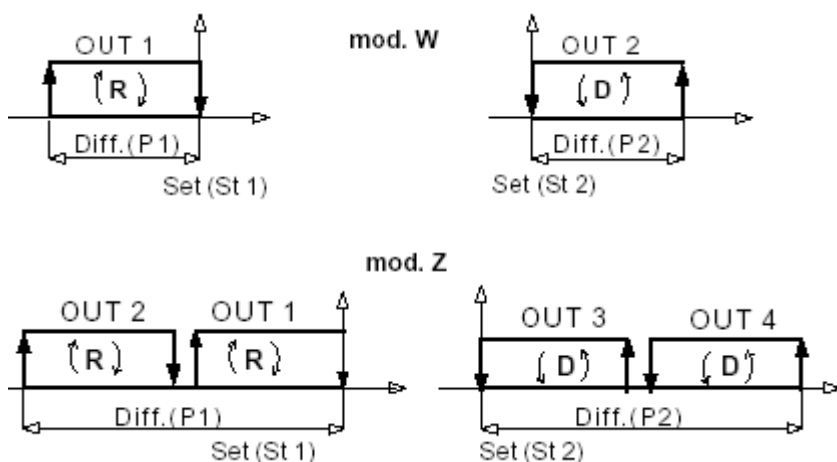 OUT 1
mod. W
OUT 2
R
D
Diff.(P1)
Diff.(P2)
Set (St 1)
Set (St 2)
mod. Z
OUT 2
OUT 1
OUT 3
OUT 4
R
R
D
D
Diff.(P1)
Diff.(P2)
Set (St 1)
Set (St 2)